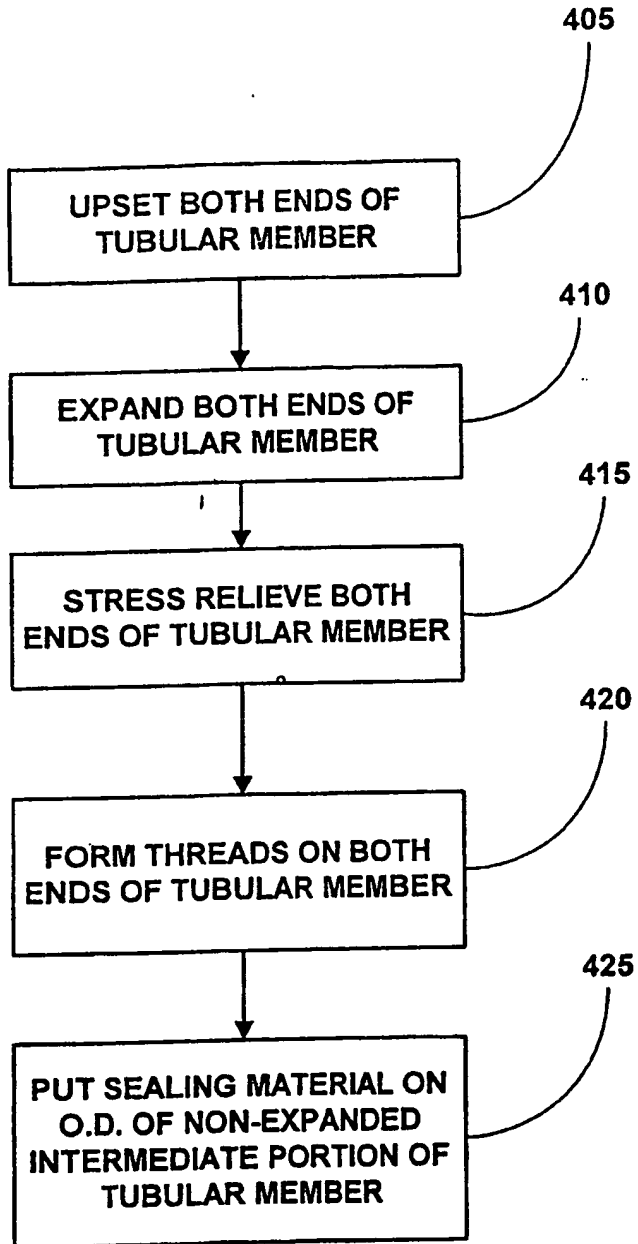 405
UPSET BOTH ENDS OF
TUBULAR MEMBER
410
EXPAND BOTH ENDS OF
TUBULAR MEMBER
415
STRESS RELIEVE BOTH
ENDS OF TUBULAR MEMBER
420
FORM THREADS ON BOTH
ENDS OF TUBULAR MEMBER
425
PUT SEALING MATERIAL ON
O.D. OF NON-EXPANDED
INTERMEDIATE PORTION OF
TUBULAR MEMBER